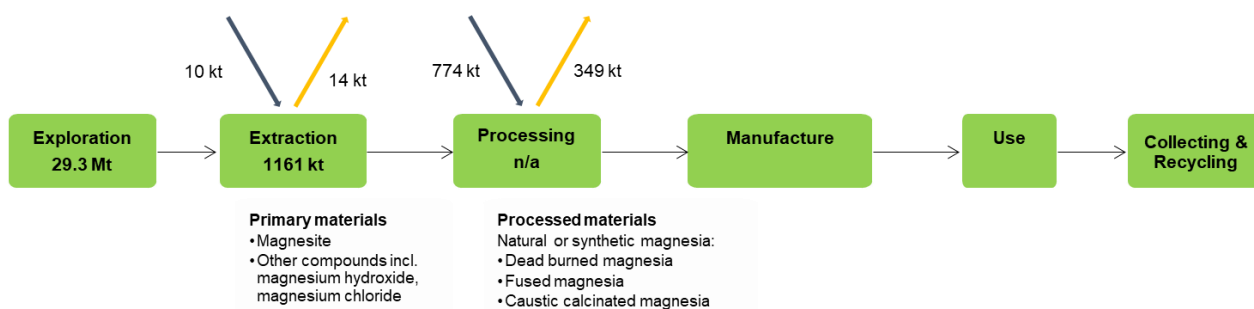 10 kt
14 kt
774 kt
349 kt
Exploration
29.3 Mt
Extraction
1161 kt
Processing
n/a
Manufacture
Use
Collecting &
Recycling
Primary materials
•Magnesite
•Other compounds incl.
magnesium hydroxide,
magnesium chloride
Processed materials
Natural or synthetic magnesia:
•Dead burned magnesia
•Fused magnesia
•Caustic calcinated magnesia